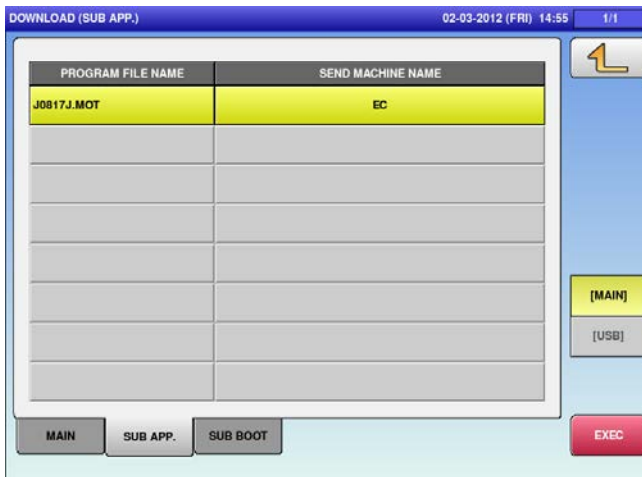 DOWNLOAD (SUB APP.) 02-03-2012 (FRI) 14:55 1/1
PROGRAM FILE NAME SEND MACHINE NAME
J0817J.MOT EC
[MAIN]
[USB]
MAIN SUB APP. SUB BOOT EXEC